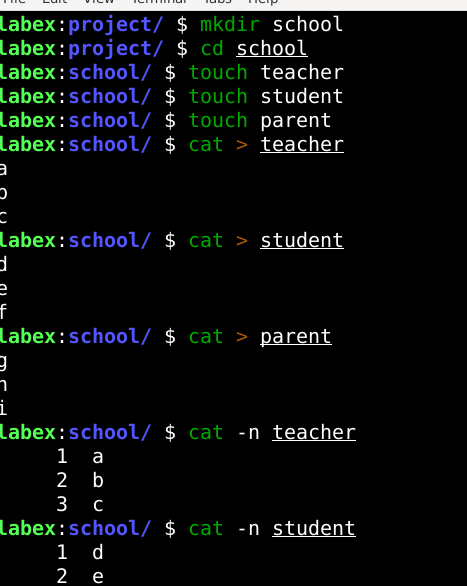 File Edit View Terminal Tabs Help
labex:project/ $ mkdir school
labex:project/ $ cd school
labex:school/ $ touch teacher
labex:school/ $ touch student
labex:school/ $ touch parent
labex:school/ $ cat > teacher
a
b
c
labex:school/ $ cat > student
d
e
f
labex:school/ $ cat > parent
g
h
i
labex:school/ $ cat -n teacher
1 a
2 b
3 c
labex:school/ $ cat -n student
1 d
2 e